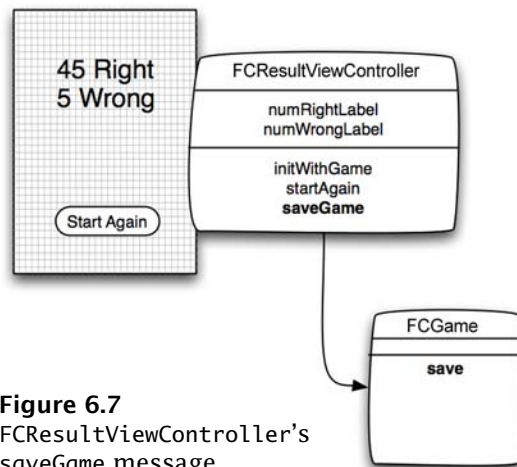 45 Right
5 Wrong
Start Again
FCResultViewController
numRightLabel
numWrongLabel
initWithGame
startAgain
saveGame
FCGame
save
Figure 6.7
FCResultViewController’s
saveGame message